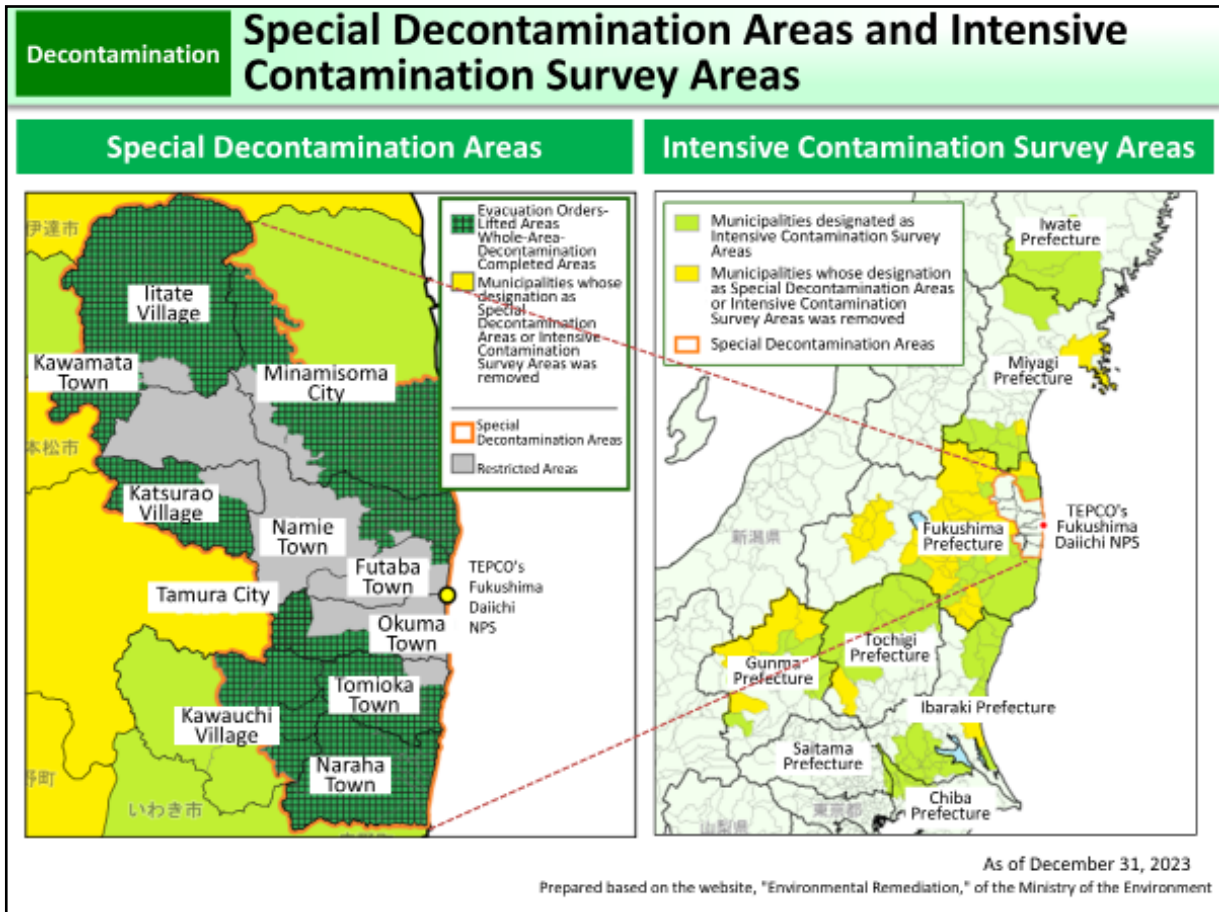 Decontamination
Special Decontamination Areas and Intensive
Contamination Survey Areas
Special Decontamination Areas
伊達市
Iitate
Village
Kawamata
Town
Minamisoma
City
本松市
Katsurao
Village
Namie
Town
Futaba
Town
Tamura City
Okuma
Town
Tomioka
Town
Kawauchi
Village
Naraha
Town
野町
いわき市
TEPCO's
Fukushima
Daiichi
NPS
Evacuation Orders-
Lifted Areas
Whole-Area-
Decontamination
Completed Areas
Municipalities whose
designation as
Special
Decontamination
Areas or Intensive
Contamination
Survey Areas was
removed
Special
Decontamination Areas
Restricted Areas
Intensive Contamination Survey Areas
Municipalities designated as
Intensive Contamination Survey
Areas
Municipalities whose designation
as Special Decontamination Areas
or Intensive Contamination
Survey Areas was removed
Special Decontamination Areas
Iwate
Prefecture
Miyagi
Prefecture
新潟県
Fukushima
Prefecture
TEPCO's
Fukushima
Daiichi NPS
Gunma
Prefecture
Tochigi
Prefecture
Ibaraki Prefecture
Saitama
Prefecture
Chiba
Prefecture
東京都
山梨県
As of December 31, 2023
Prepared based on the website, "Environmental Remediation," of the Ministry of the Environment